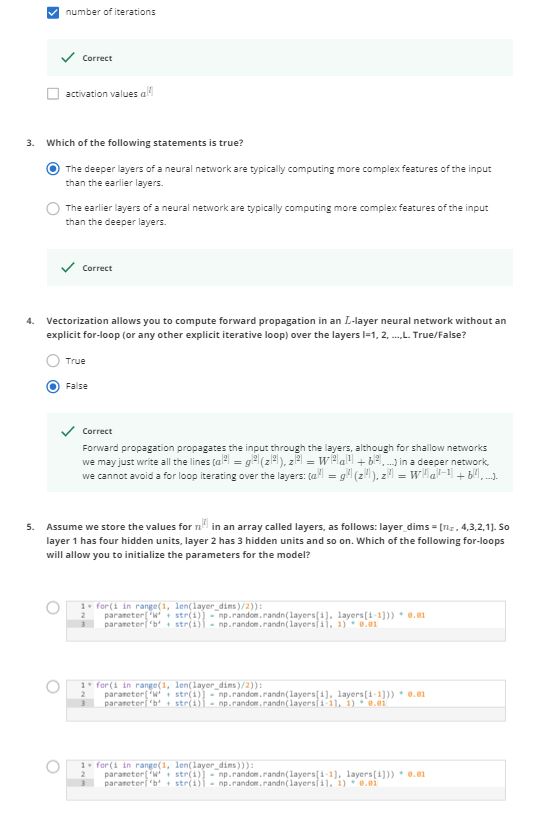 number of iterations
Correct
activation values a^[l]
3. Which of the following statements is true?
The deeper layers of a neural network are typically computing more complex features of the input
than the earlier layers.
The earlier layers of a neural network are typically computing more complex features of the input
than the deeper layers.
Correct
4. Vectorization allows you to compute forward propagation in an L-layer neural network without an
explicit for-loop (or any other explicit iterative loop) over the layers l=1, 2, ...,L. True/False?
True
False
Correct
Forward propagation propagates the input through the layers, although for shallow networks
we may just write all the lines (a^[2] = g^[2](z^[2]), z^[2] = W^[2]a^[1] + b^[2], ...) in a deeper network,
we cannot avoid a for loop iterating over the layers: (a^[l] = g^[l](z^[l]), z^[l] = W^[l]a^[l-1] + b^[l], ...).
5. Assume we store the values for n^[l] in an array called layers, as follows: layer_dims = [n_x, 4,3,2,1]. So
layer 1 has four hidden units, layer 2 has 3 hidden units and so on. Which of the following for-loops
will allow you to initialize the parameters for the model?
1 for(i in range(1, len(layer_dims)/2)):
2 parameter['W' + str(i)] = np.random.randn(layers[i], layers[i-1])) * 0.01
3 parameter['b' + str(i)] = np.random.randn(layers[i], 1) * 0.01
1 for(i in range(1, len(layer_dims)/2)):
2 parameter['W' + str(i)] = np.random.randn(layers[i], layers[i-1])) * 0.01
3 parameter['b' + str(i)] = np.random.randn(layers[i-1], 1) * 0.01
1 for(i in range(1, len(layer_dims))):
2 parameter['W' + str(i)] = np.random.randn(layers[i-1], layers[i])) * 0.01
3 parameter['b' + str(i)] = np.random.randn(layers[i], 1) * 0.01